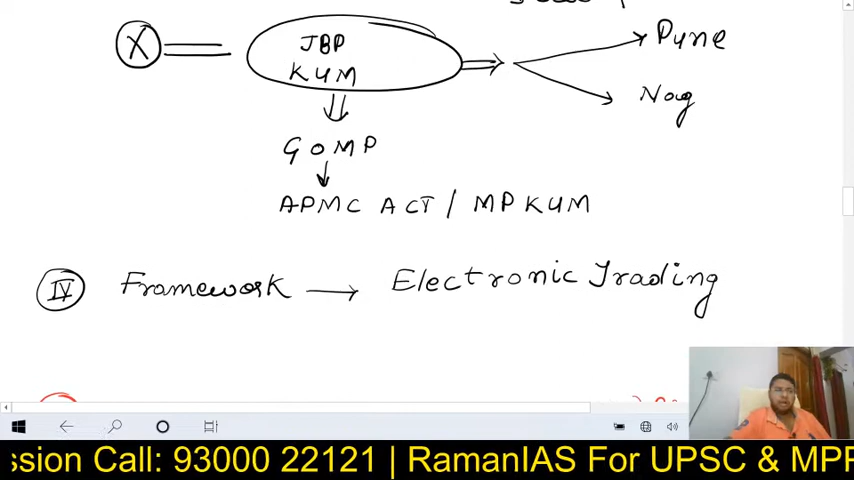 X
JBP
KUM
Pune
Nag
GOMP
APMC ACT / MPKUM
IV Framework → Electronic Trading
ssion Call: 93000 22121 | RamanIAS For UPSC & MPP